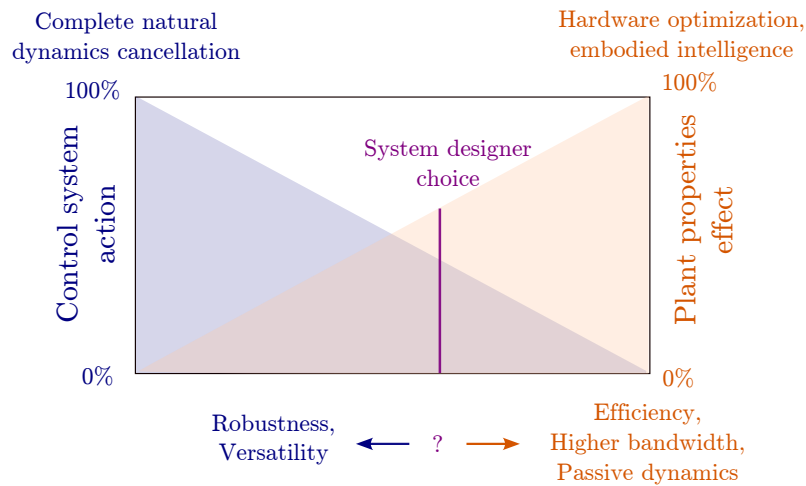 Complete natural
dynamics cancellation
Hardware optimization,
embodied intelligence
100%
100%
Control system
action
System designer
choice
Plant properties
effect
0%
0%
Robustness,
Versatility
?
Efficiency,
Higher bandwidth,
Passive dynamics